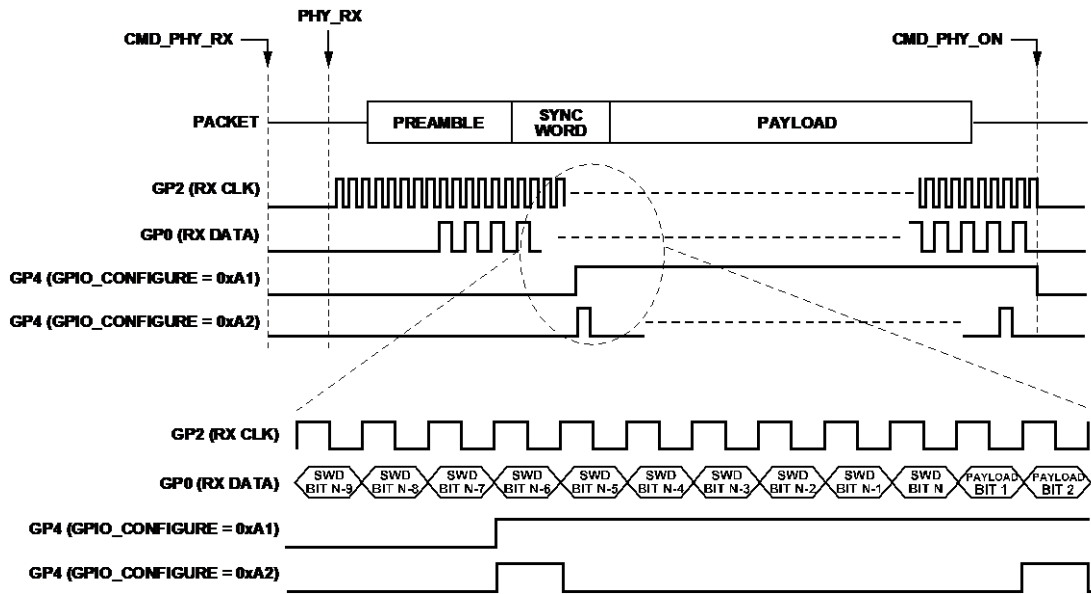 PHY_RX
CMD_PHY_RX
CMD_PHY_ON
PACKET
PREAMBLE
SYNC
WORD
PAYLOAD
GP2 (RX CLK)
GP0 (RX DATA)
GP4 (GPIO_CONFIGURE = 0xA1)
GP4 (GPIO_CONFIGURE = 0xA2)
GP2 (RX CLK)
GP0 (RX DATA)
SWD
BIT N-9
SWD
BIT N-8
SWD
BIT N-7
SWD
BIT N-6
SWD
BIT N-5
SWD
BIT N-4
SWD
BIT N-3
SWD
BIT N-2
SWD
BIT N-1
SWD
BIT N
PAYLOAD
BIT 1
PAYLOAD
BIT 2
GP4 (GPIO_CONFIGURE = 0xA1)
GP4 (GPIO_CONFIGURE = 0xA2)